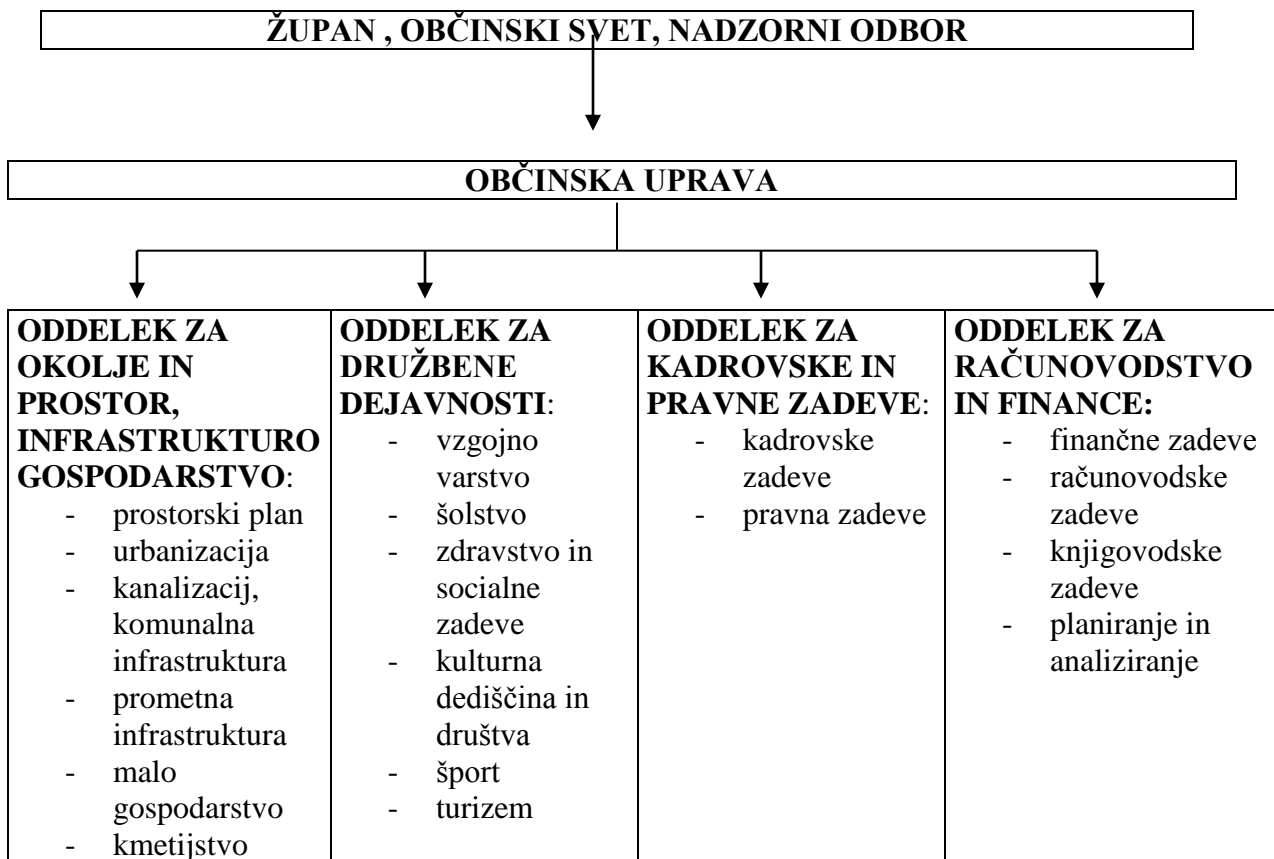 ŽUPAN , OBČINSKI SVET, NADZORNI ODBOR
OBČINSKA UPRAVA
ODDELEK ZA
OKOLJE IN
PROSTOR,
INFRASTRUKTURO
GOSPODARSTVO:
- prostorski plan
- urbanizacija
- kanalizacij,
komunalna
infrastruktura
- prometna
infrastruktura
- malo
gospodarstvo
- kmetijstvo
ODDELEK ZA
DRUŽBENE
DEJAVNOSTI:
- vzgojno
varstvo
- šolstvo
- zdravstvo in
socialne
zadeve
- kulturna
dediščina in
društva
- šport
- turizem
ODDELEK ZA
KADROVSKE IN
PRAVNE ZADEVE:
- kadrovske
zadeve
- pravna zadeve
ODDELEK ZA
RAČUNOVODSTVO
IN FINANCE:
- finančne zadeve
- računovodske
zadeve
- knjigovodske
zadeve
- planiranje in
analiziranje